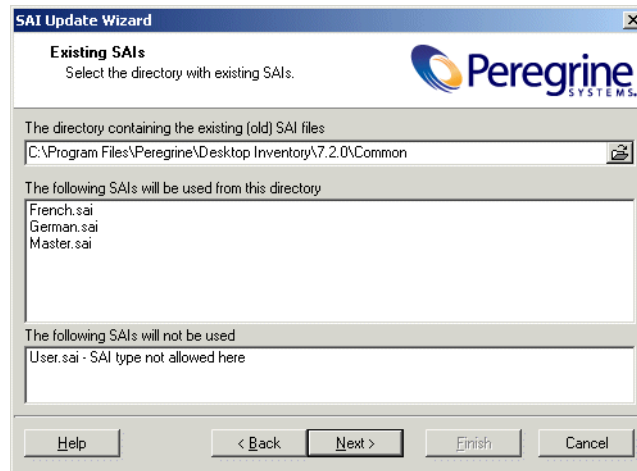 SAI Update Wizard
Existing SAIs
Select the directory with existing SAIs.
Peregrine
SYSTEMS
The directory containing the existing (old) SAI files
C:\Program Files\Peregrine\Desktop Inventory\7.2.0\Common
The following SAIs will be used from this directory
French.sai
German.sai
Master.sai
The following SAIs will not be used
User.sai - SAI type not allowed here
Help < Back Next > Finish Cancel